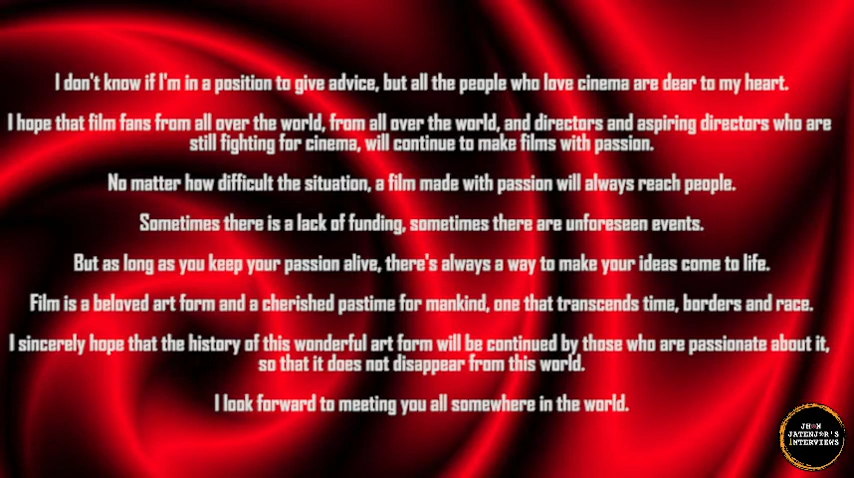 I don't know if I'm in a position to give advice, but all the people who love cinema are dear to my heart.
I hope that film fans from all over the world, from all over the world, and directors and aspiring directors who are
still fighting for cinema, will continue to make films with passion.
No matter how difficult the situation, a film made with passion will always reach people.
Sometimes there is a lack of funding, sometimes there are unforeseen events.
But as long as you keep your passion alive, there's always a way to make your ideas come to life.
Film is a beloved art form and a cherished pastime for mankind, one that transcends time, borders and race.
I sincerely hope that the history of this wonderful art form will be continued by those who are passionate about it,
so that it does not disappear from this world.
I look forward to meeting you all somewhere in the world.
JHON
JATENJOR'S
INTERVIEWS